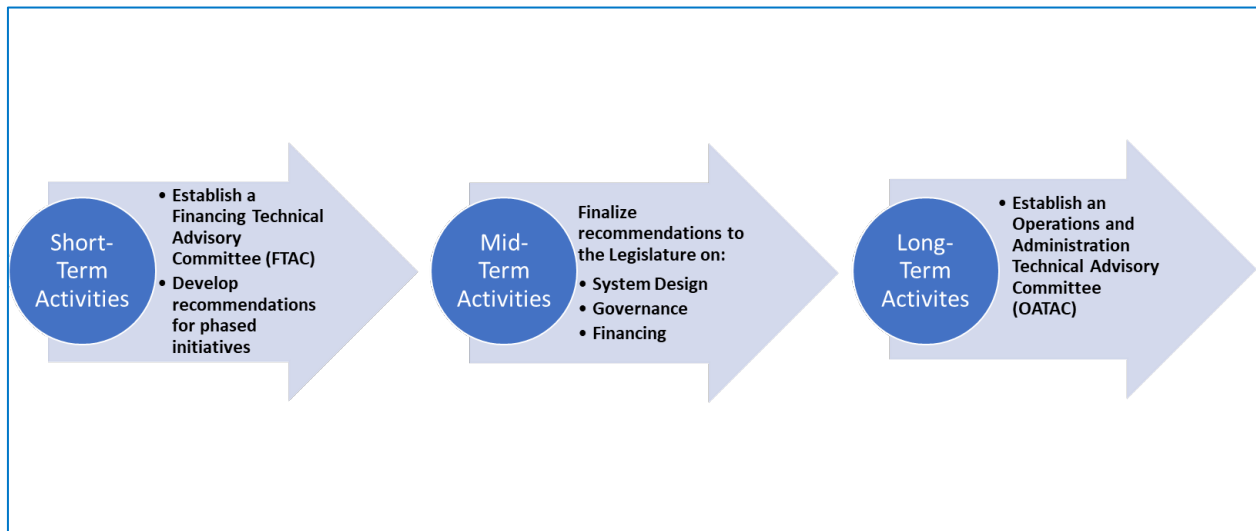 Short-
Term
Activities
• Establish a
Financing Technical
Advisory
Committee (FTAC)
• Develop
recommendations
for phased
initiatives
Mid-
Term
Activities
Finalize
recommendations to
the Legislature on:
• System Design
• Governance
• Financing
Long-
Term
Activites
• Establish an
Operations and
Administration
Technical Advisory
Committee
(OATAC)